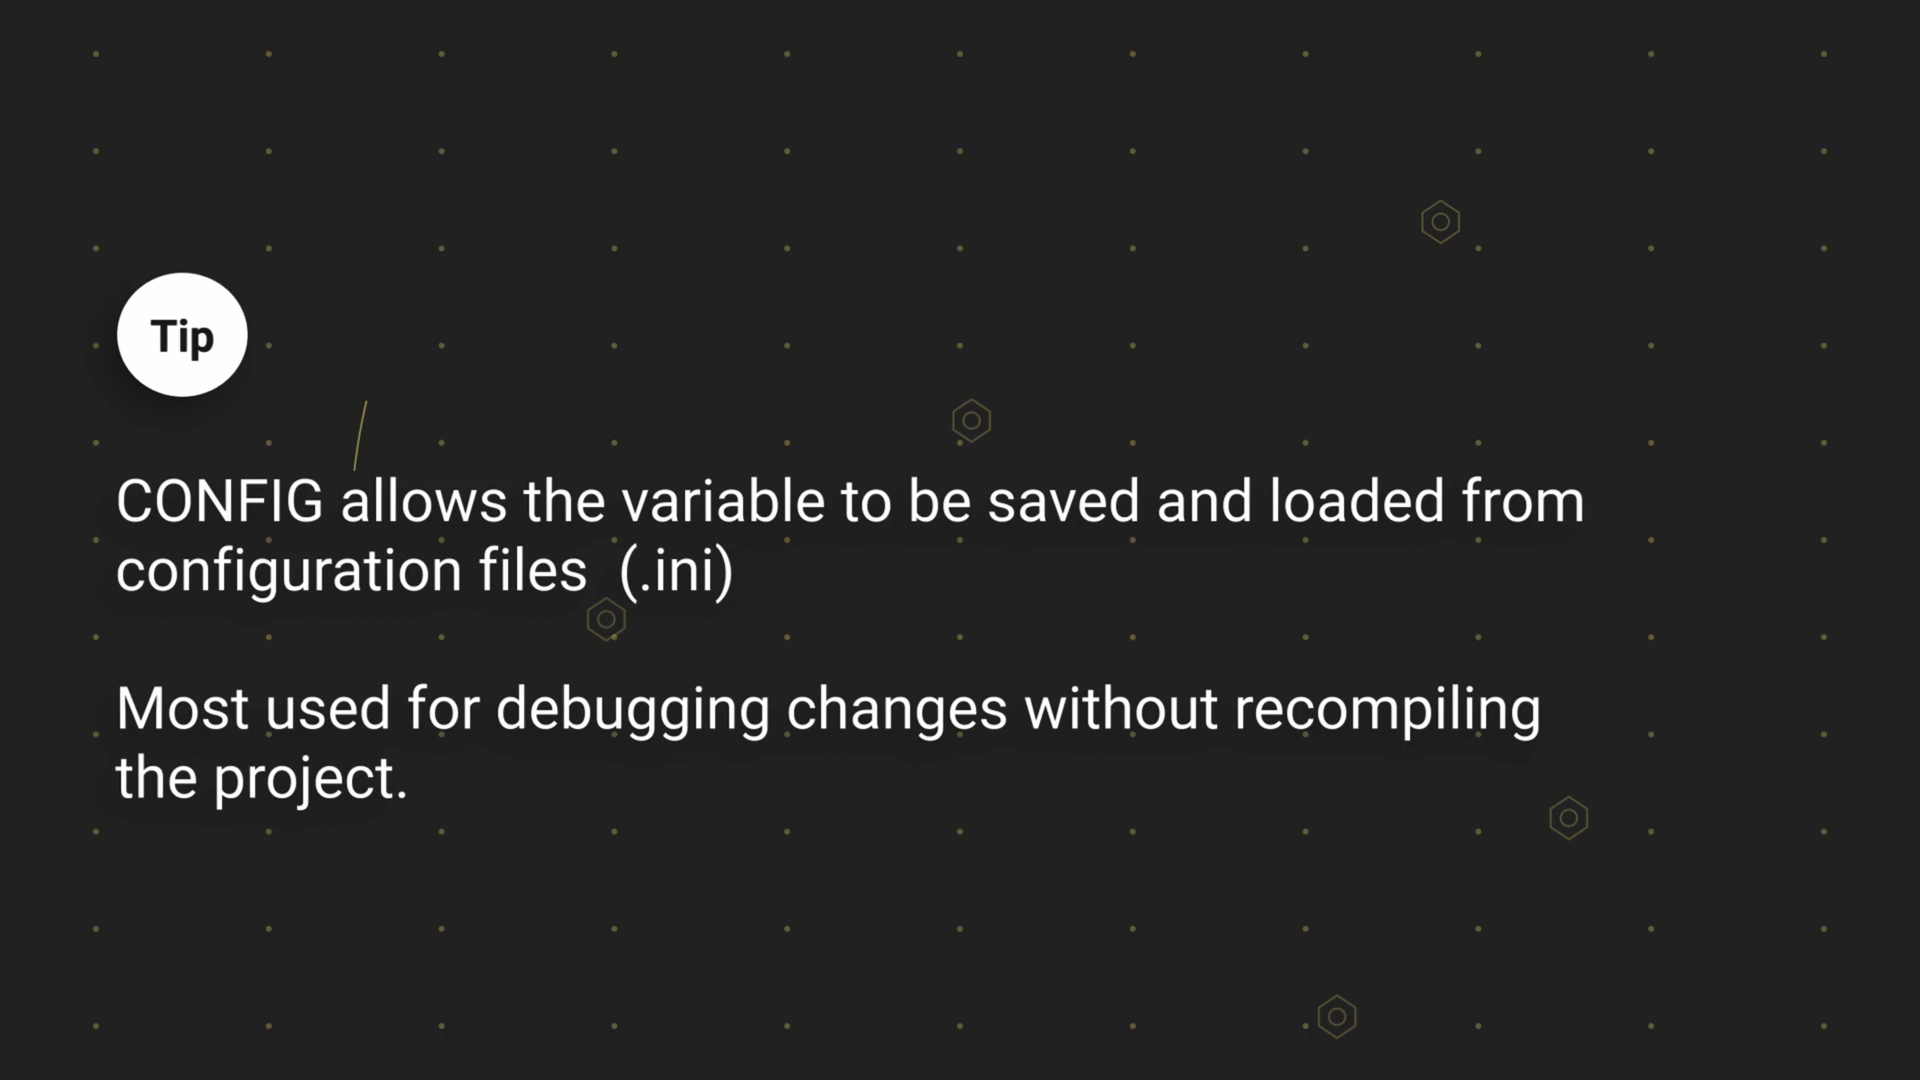 Tip
CONFIG allows the variable to be saved and loaded from
configuration files  (.ini)
Most used for debugging changes without recompiling
the project.